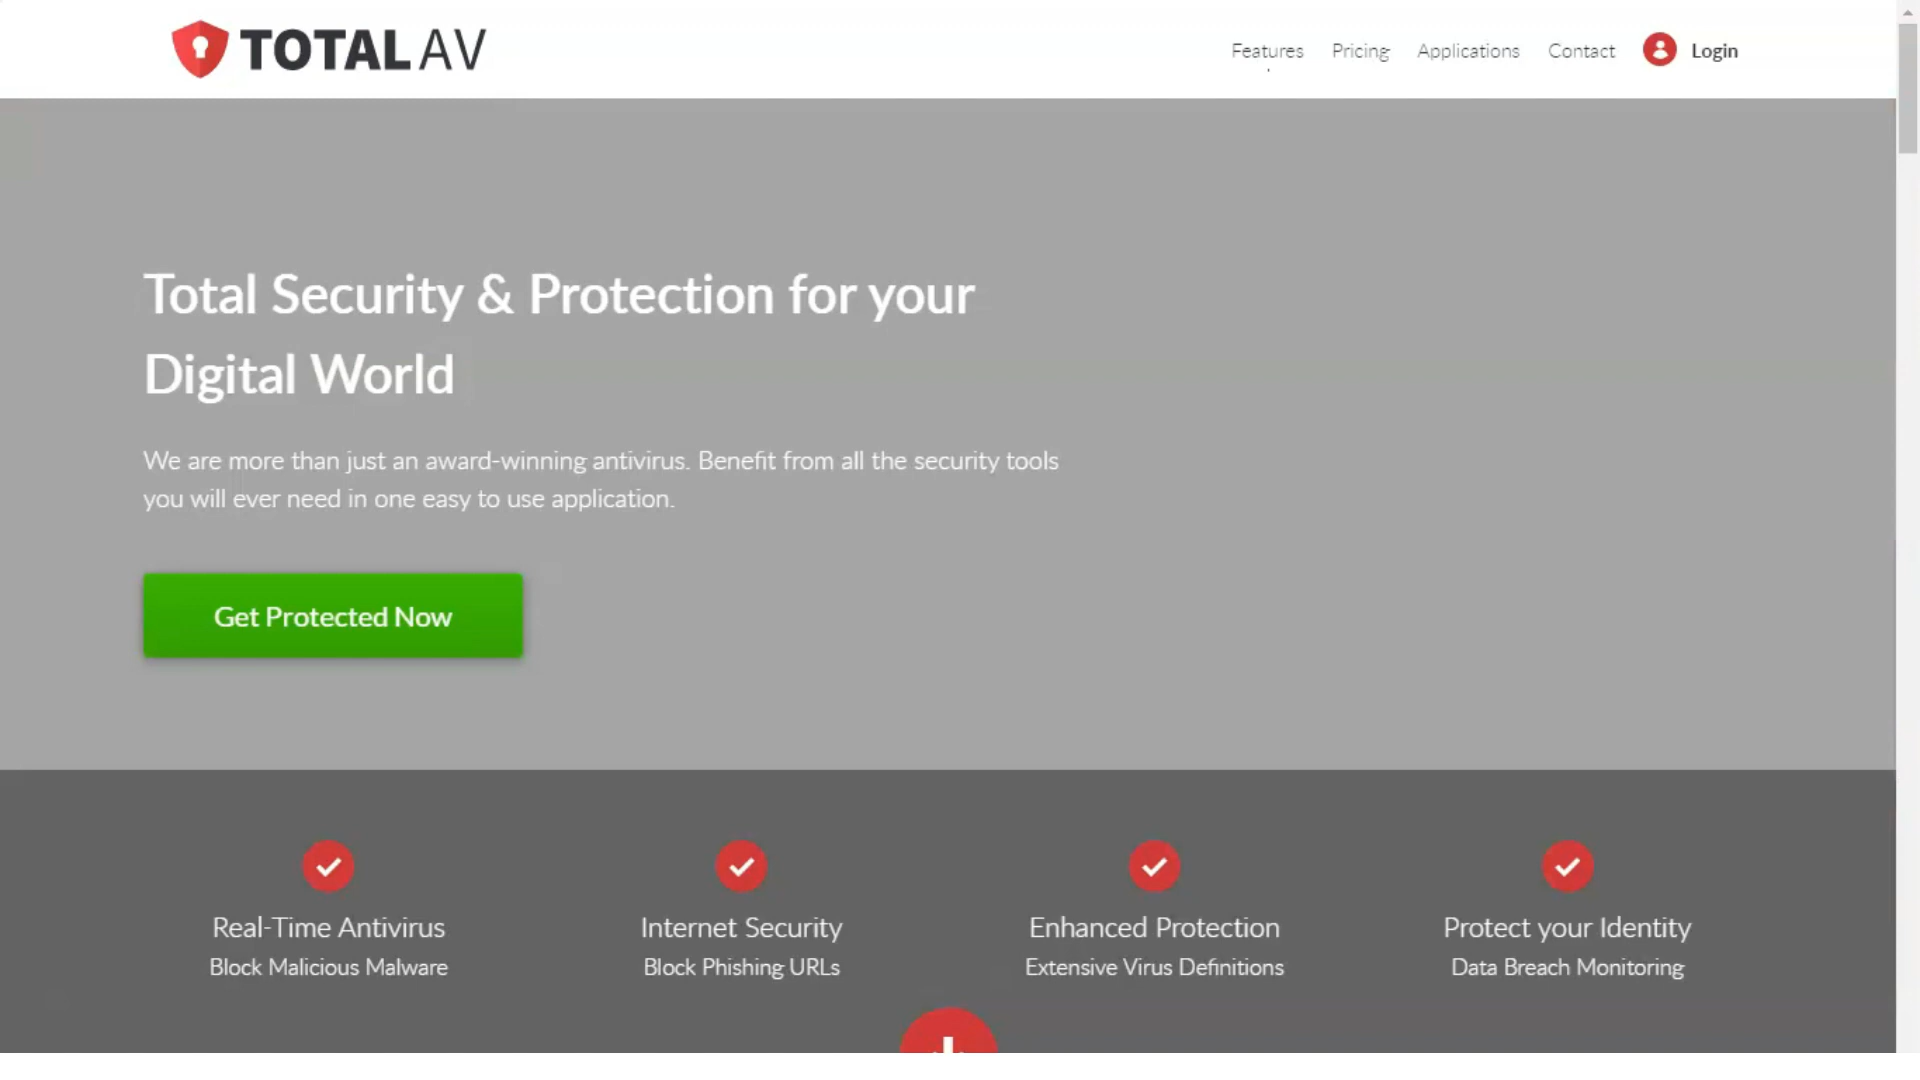 TOTAL AV
Features Pricing Applications Contact Login
Total Security & Protection for your
Digital World
We are more than just an award-winning antivirus. Benefit from all the security tools
you will ever need in one easy to use application.
Get Protected Now
Real-Time Antivirus
Block Malicious Malware
Internet Security
Block Phishing URLs
Enhanced Protection
Extensive Virus Definitions
Protect your Identity
Data Breach Monitoring